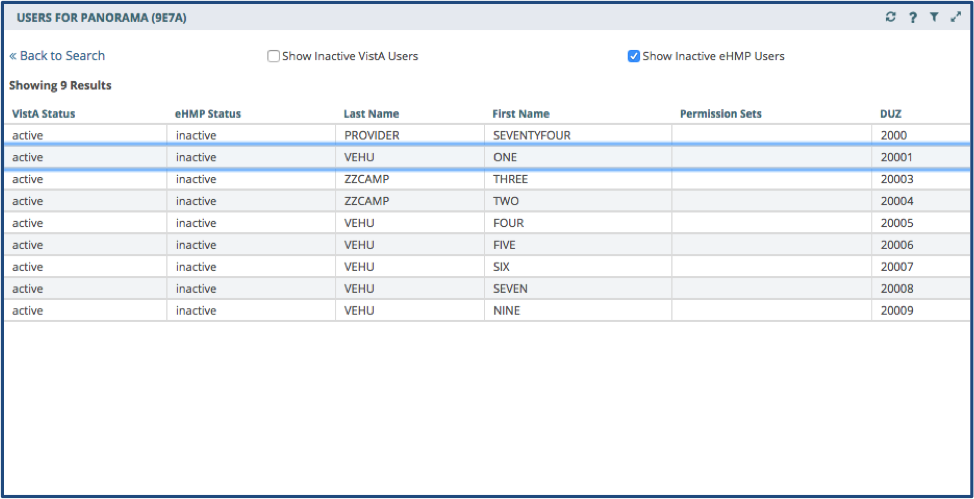 USERS FOR PANORAMA (9E7A) ?
« Back to Search Show Inactive VistA Users Show Inactive eHMP Users
Showing 9 Results
VistA Status eHMP Status Last Name First Name Permission Sets DUZ
active inactive PROVIDER SEVENTYFOUR 2000
active inactive VEHU ONE 20001
active inactive ZZCAMP THREE 20003
active inactive ZZCAMP TWO 20004
active inactive VEHU FOUR 20005
active inactive VEHU FIVE 20006
active inactive VEHU SIX 20007
active inactive VEHU SEVEN 20008
active inactive VEHU NINE 20009